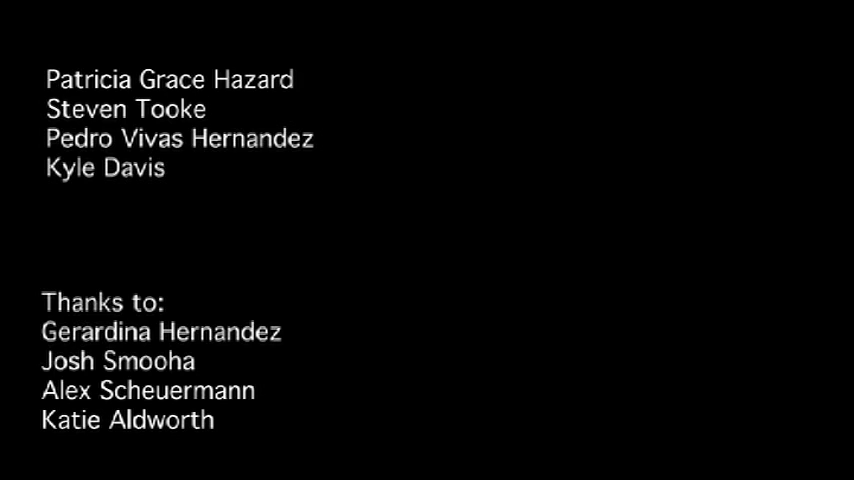 Patricia Grace Hazard
Steven Tooke
Pedro Vivas Hernandez
Kyle Davis
Thanks to:
Gerardina Hernandez
Josh Smooha
Alex Scheuermann
Katie Aldworth